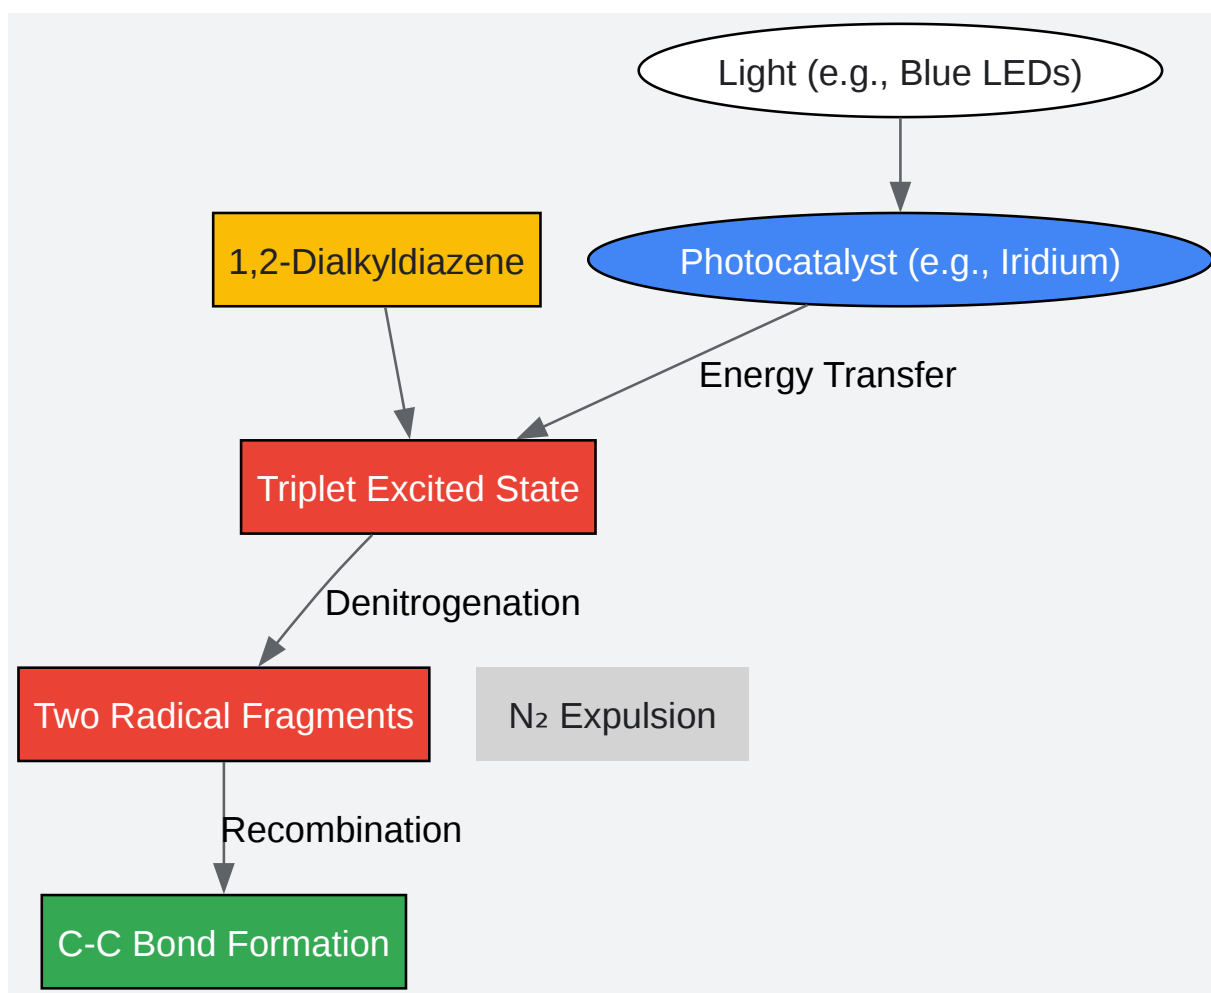 Light (e.g., Blue LEDs)
1,2-Dialkyldiazene
Photocatalyst (e.g., Iridium)
Energy Transfer
Triplet Excited State
Denitrogenation
Two Radical Fragments
N₂ Expulsion
Recombination
C-C Bond Formation